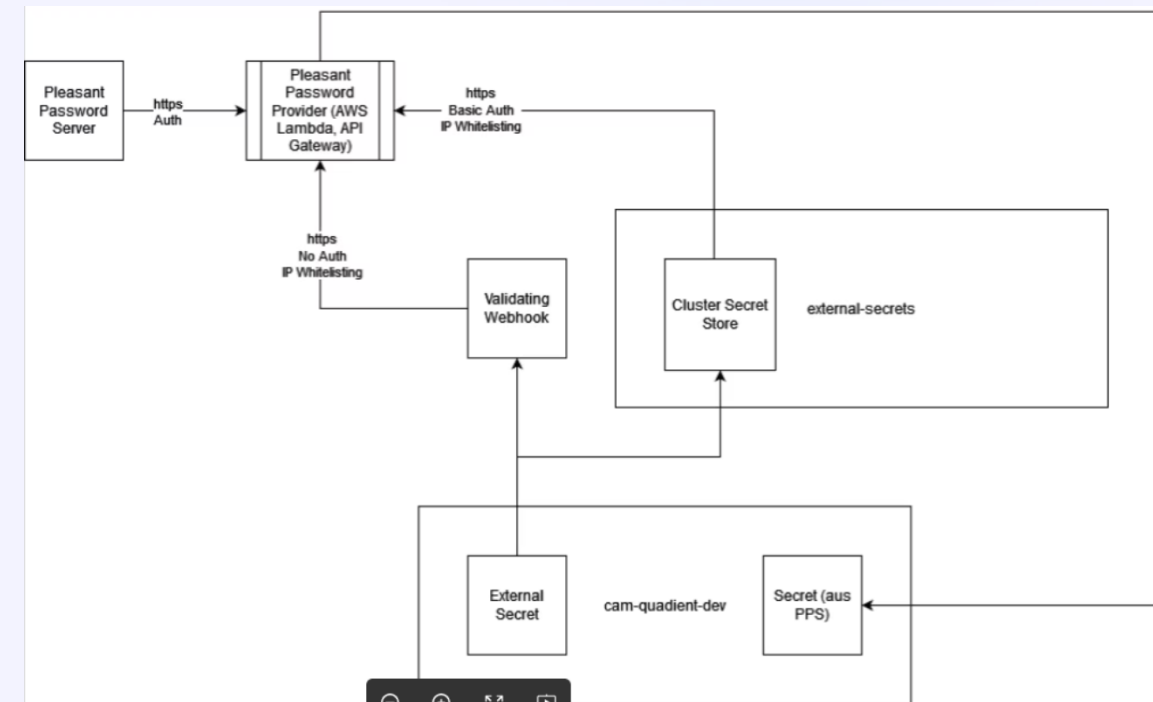 Pleasant
Password
Server
https
Auth
Pleasant
Password
Provider (AWS
Lambda, API
Gateway)
https
Basic Auth
IP Whitelisting
https
No Auth
IP Whitelisting
Validating
Webhook
Cluster Secret
Store
external-secrets
External
Secret
cam-quadient-dev
Secret (aus
PPS)